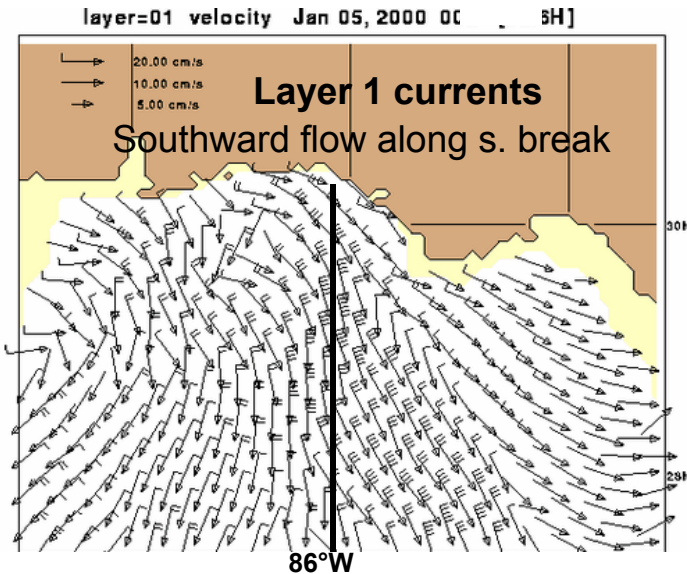 layer=01 velocity Jan 05, 2000 00 6H]
20.00 cm/s
10.00 cm/s
5.00 cm/s
Layer 1 currents
Southward flow along s. break
30N
28N
86°W